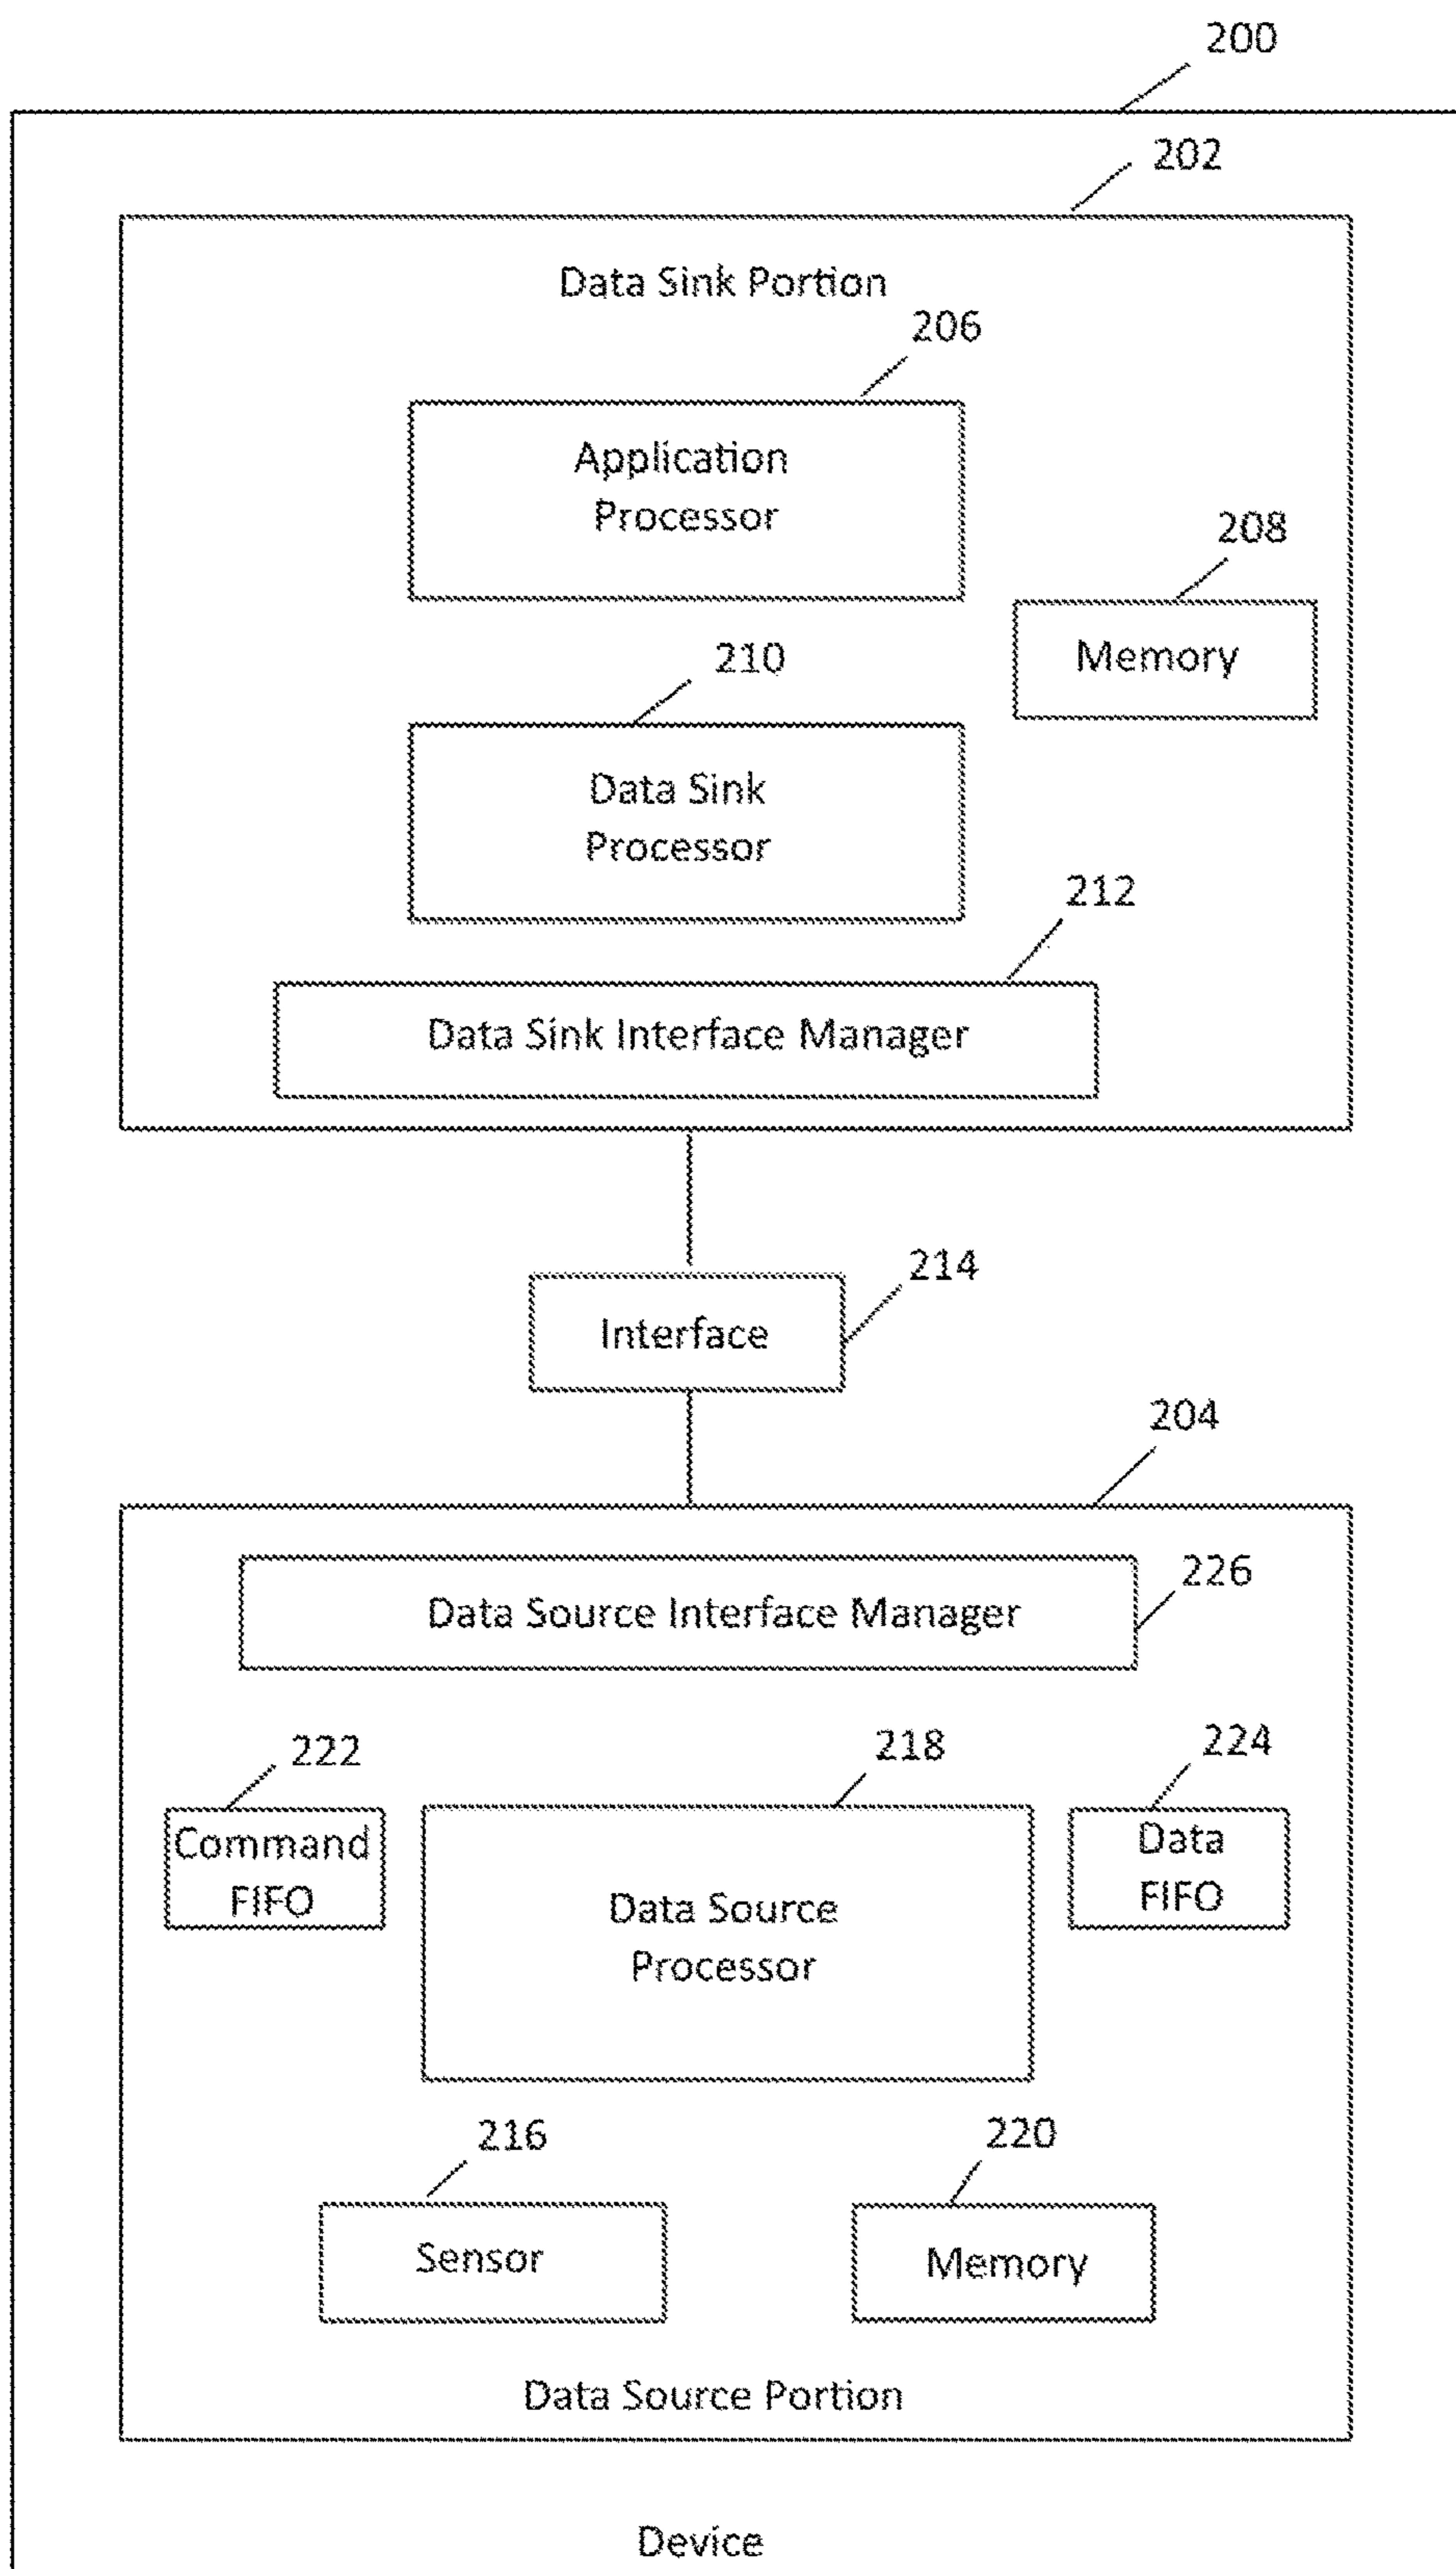 200
202
Data Sink Portion
206
Application
Processor
208
Memory
210
Data Sink
Processor
212
Data Sink Interface Manager
214
Interface
204
226
Data Source Interface Manager
222
218
224
Command
FIFO
Data Source
Processor
Data
FIFO
216
220
Sensor
Memory
Data Source Portion
Device